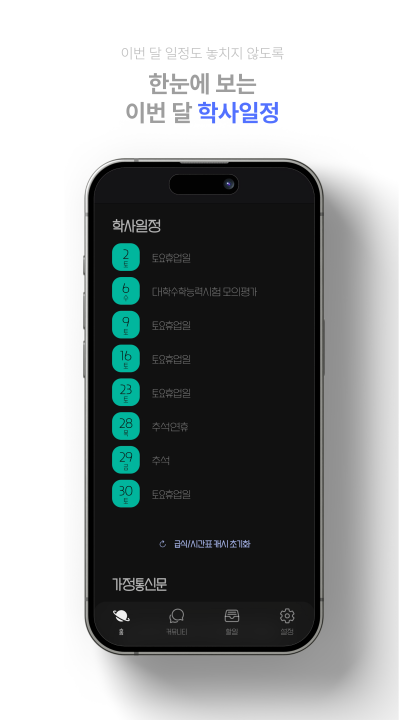 이번 달 일정도 놓치지 않도록
한눈에 보는
이번 달 학사일정
학사일정
2
토
토요휴업일
6
수
대학수학능력시험 모의평가
9
토
토요휴업일
16
토
토요휴업일
23
토
토요휴업일
28
목
추석연휴
29
금
추석
30
토
토요휴업일
급식/시간표 캐시 초기화
가정통신문
홈 커뮤니티 할일 설정